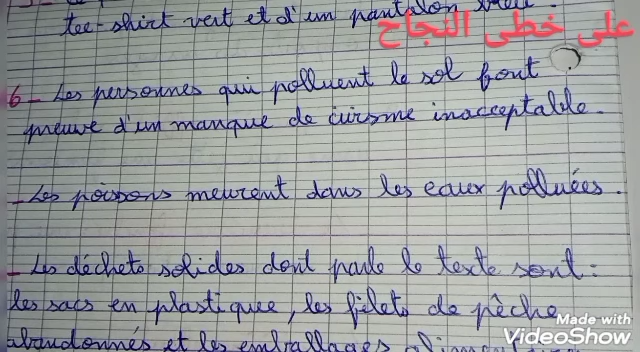 tee-shirt vert et d'un pantalon
على خطى النجاح
6- Les personnes qui polluent le sol font
preuve d'un manque de civisme inacceptable.
- Les poissons meurent dans les eaux polluées.
- Les déchets solides dont parle le texte sont:
les sacs en plastique, les filets de pêche
abandonnés et les emballages
Made with
VideoShow